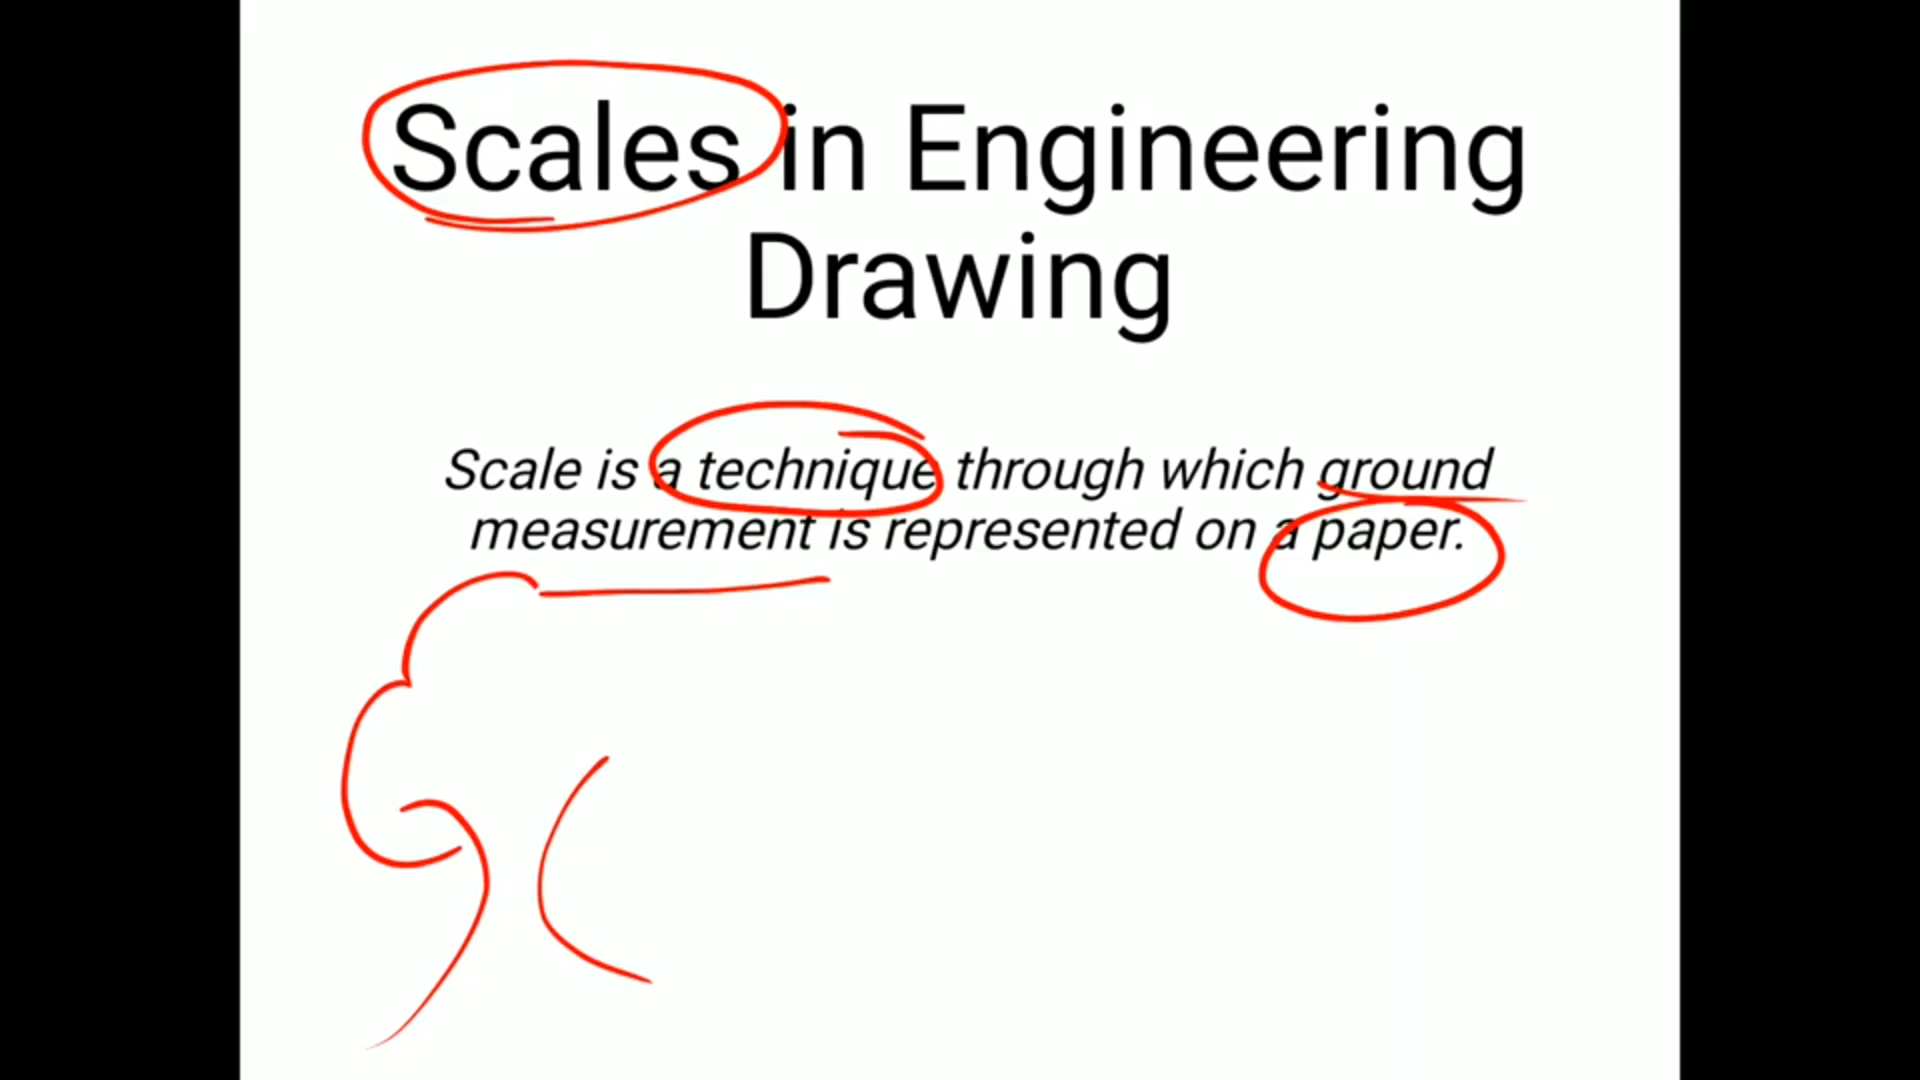 Scales in Engineering
Drawing
Scale is a technique through which ground
measurement is represented on a paper.